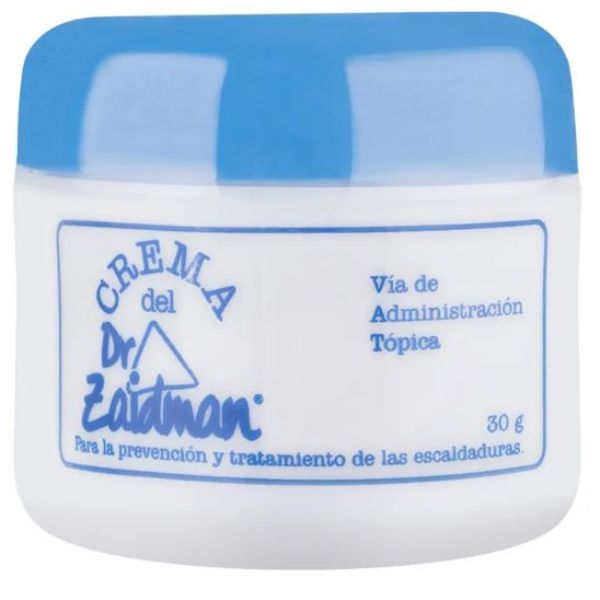 CREMA
del
Dr.
Zaidman®
Para la prevención y tratamiento de las escaldaduras.
Vía de
Administración
Tópica
30 g